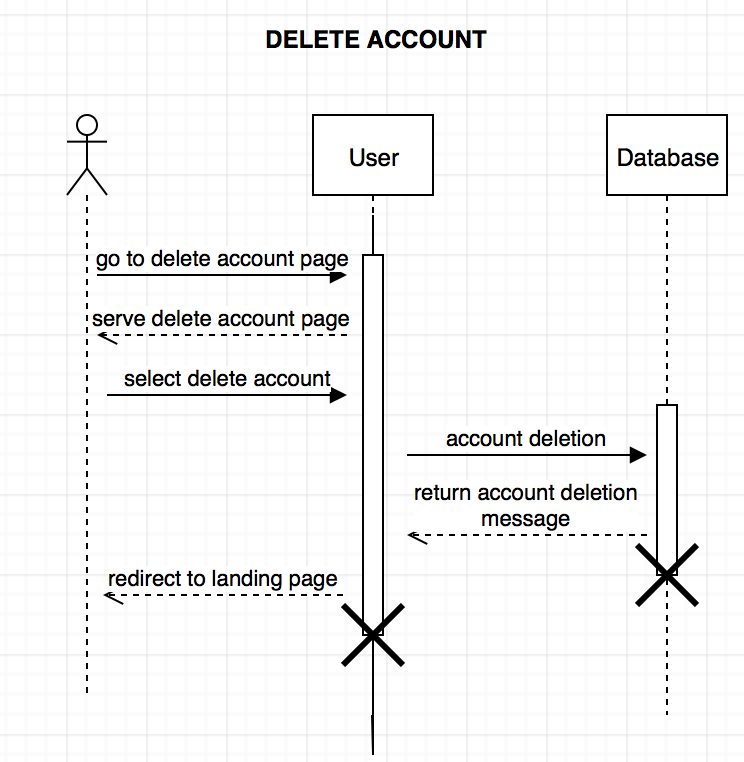 DELETE ACCOUNT
User
Database
go to delete account page
serve delete account page
select delete account
account deletion
return account deletion
message
redirect to landing page